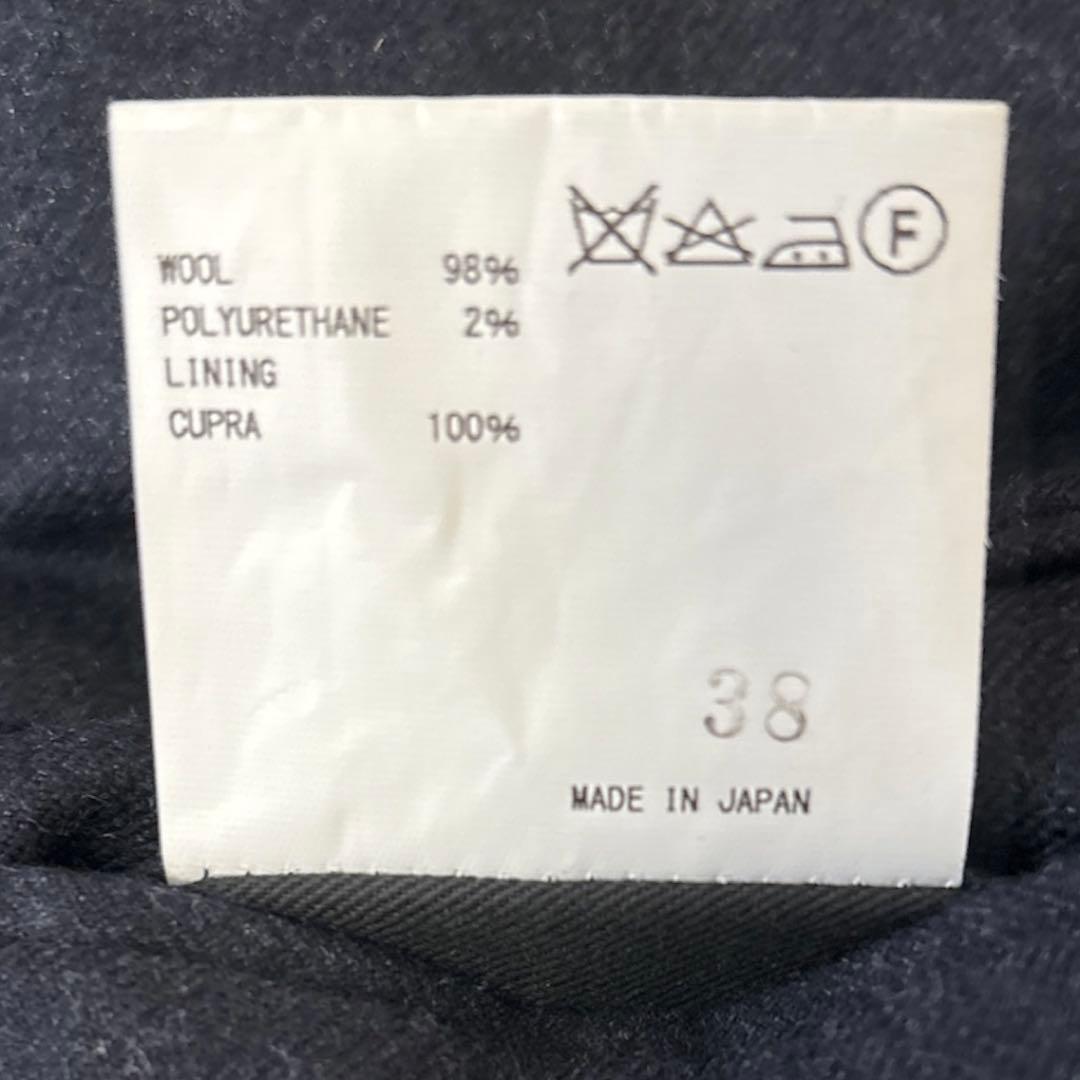 WOOL 98%
POLYURETHANE 2%
LINING
CUPRA 100%
F
38
MADE IN JAPAN